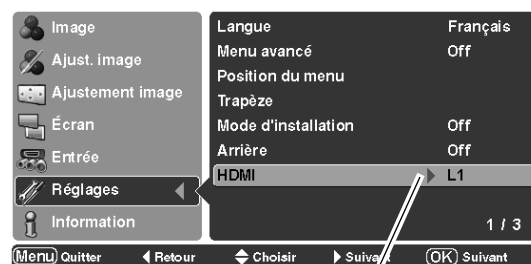 Image
Ajust. image
Ajustement image
Écran
Entrée
Réglages
Information
Langue Français
Menu avancé Off
Position du menu
Trapèze
Mode d'installation Off
Arrière Off
HDMI L1
1 / 3
Menu Quitter Retour Choisir Suivant OK Suivant